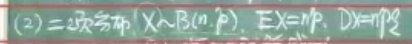 (2) 二项分布 X~B(n,p). EX=np, DX=npq